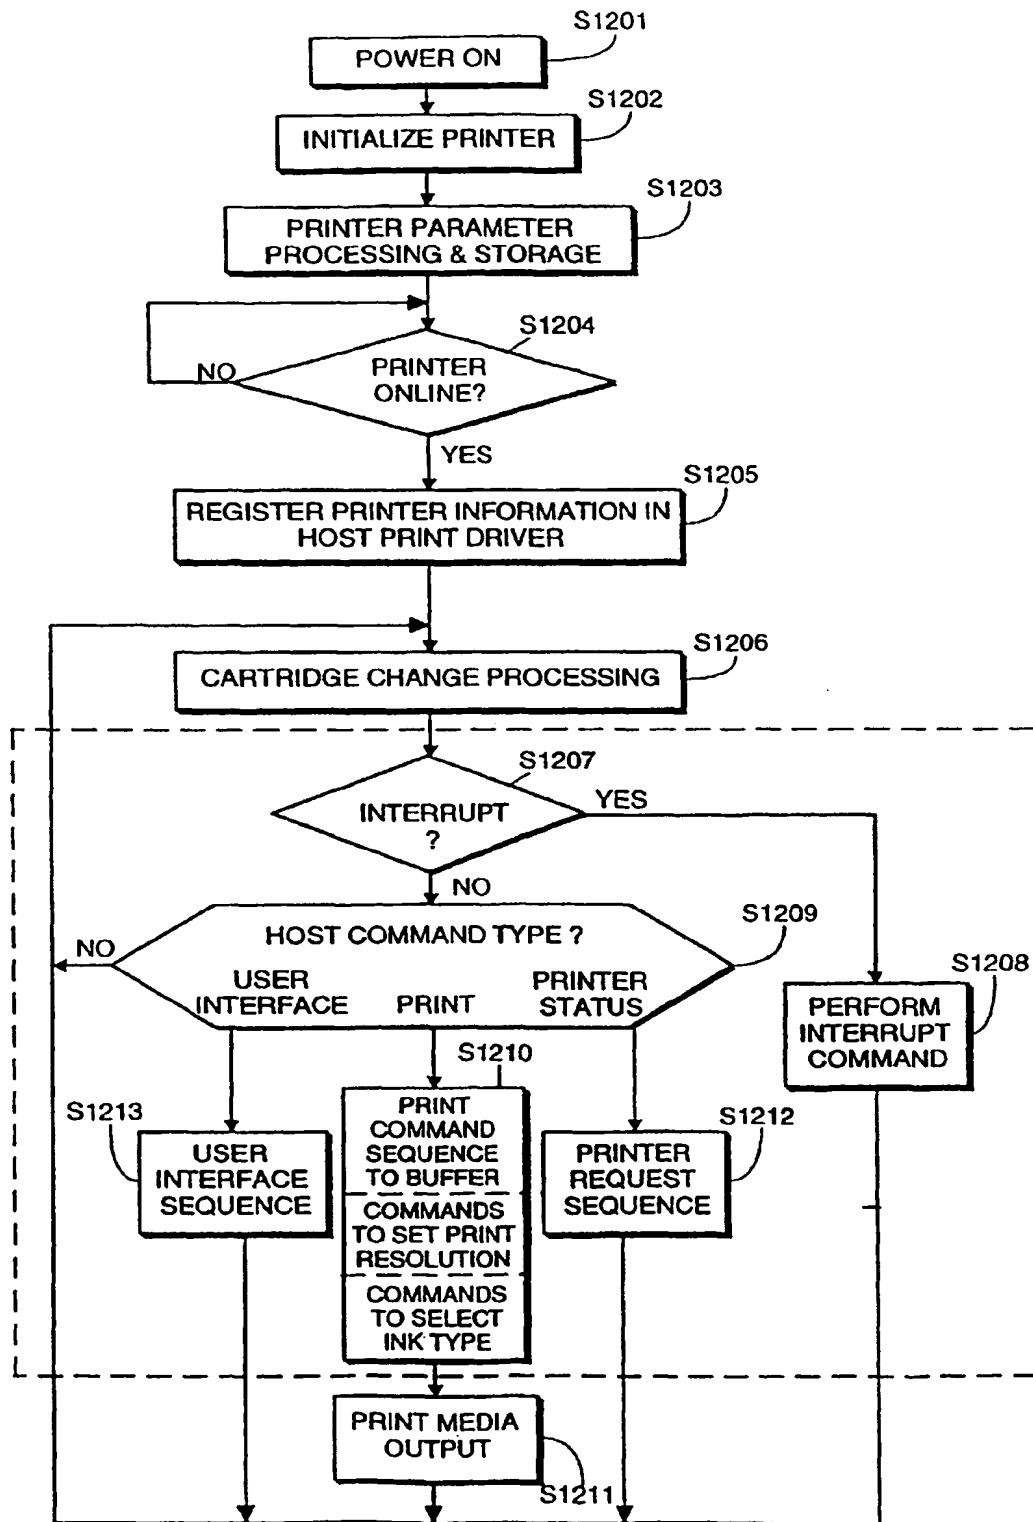 S1201
POWER ON
S1202
INITIALIZE PRINTER
S1203
PRINTER PARAMETER
PROCESSING & STORAGE
S1204
PRINTER
ONLINE?
NO
YES
S1205
REGISTER PRINTER INFORMATION IN
HOST PRINT DRIVER
S1206
CARTRIDGE CHANGE PROCESSING
S1207
INTERRUPT
?
YES
NO
S1209
HOST COMMAND TYPE ?
NO
USER
INTERFACE
PRINT
PRINTER
STATUS
S1208
PERFORM
INTERRUPT
COMMAND
S1210
PRINT
COMMAND
SEQUENCE
TO BUFFER
COMMANDS
TO SET PRINT
RESOLUTION
COMMANDS
TO SELECT
INK TYPE
S1213
USER
INTERFACE
SEQUENCE
S1212
PRINTER
REQUEST
SEQUENCE
PRINT MEDIA
OUTPUT
S1211